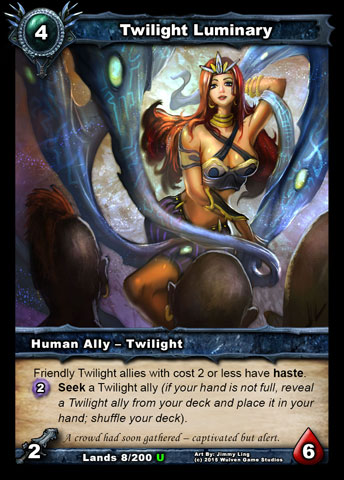 4
Twilight Luminary
Human Ally – Twilight
Friendly Twilight allies with cost 2 or less have haste.
2 Seek a Twilight ally (if your hand is not full, reveal
a Twilight ally from your deck and place it in your
hand; shuffle your deck).
A crowd had soon gathered – captivated but alert.
2
Lands 8/200 U
Art By: Jimmy Ling
(c) 2015 Wulven Game Studios
6